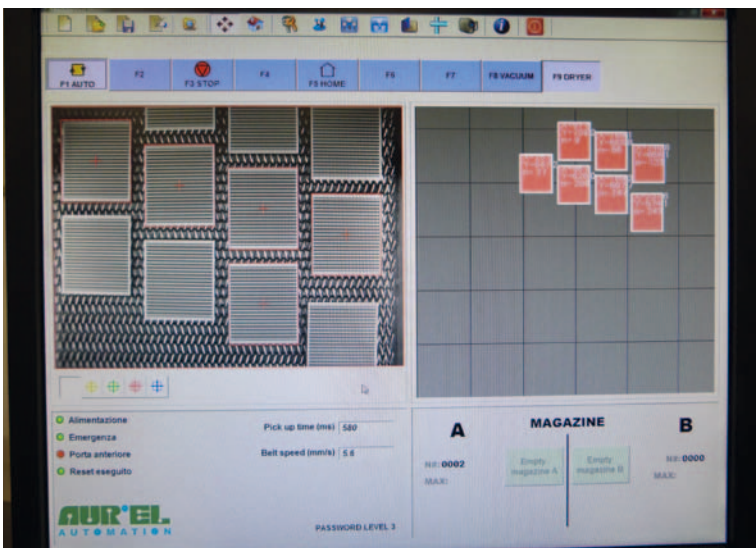 F1 AUTO
F2
F3 STOP
F4
F5 HOME
F6
F7
F8 VACUUM
F9 DRYER
Alimentazione
Emergenza
Porta anteriore
Reset eseguito
Pick up time (ms) 580
Belt speed (mm/s) 5.8
A
MAGAZINE
B
N#: 0002
MAX:
Empty magazine A
Empty magazine B
N#: 0000
MAX:
AUR°EL
AUTOMATION
PASSWORD LEVEL 3